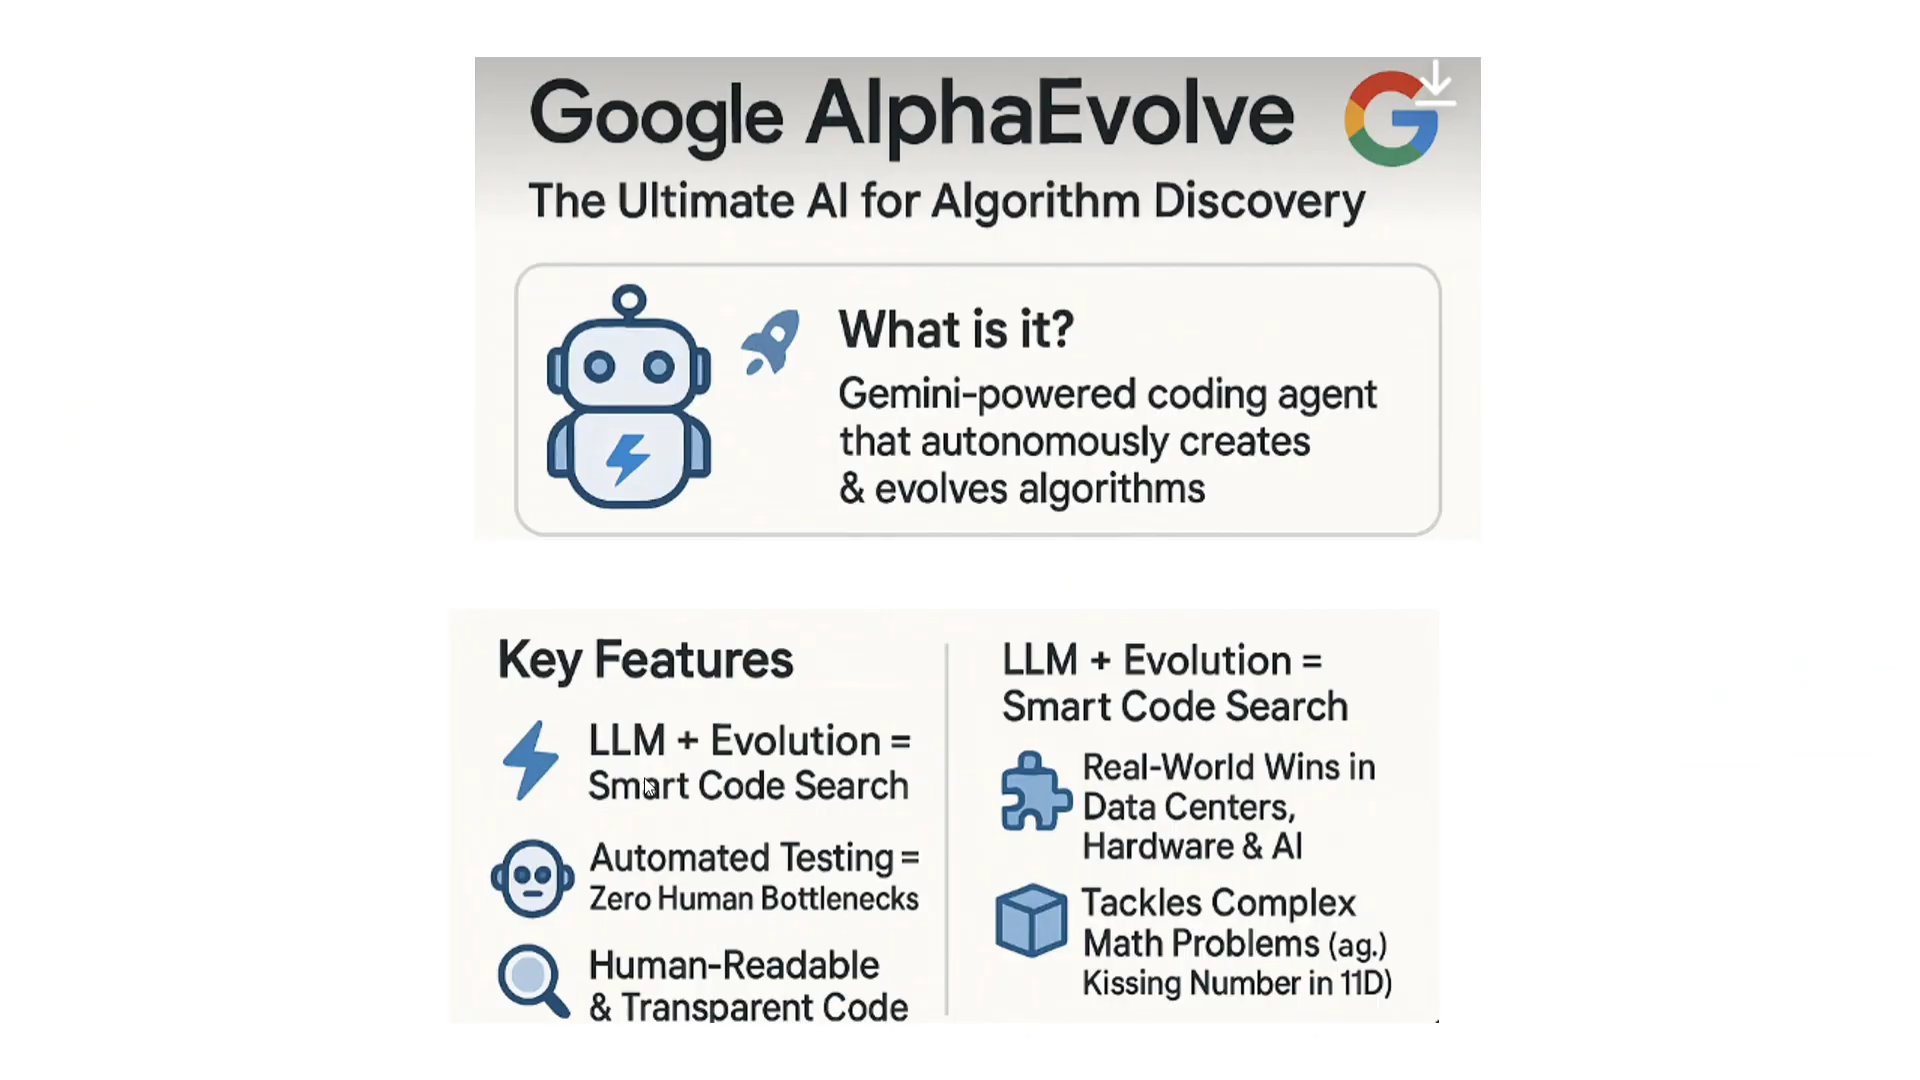 Google AlphaEvolve
The Ultimate AI for Algorithm Discovery
What is it?
Gemini-powered coding agent
that autonomously creates
& evolves algorithms
Key Features
LLM + Evolution =
Smart Code Search
Automated Testing =
Zero Human Bottlenecks
Human-Readable
& Transparent Code
LLM + Evolution =
Smart Code Search
Real-World Wins in
Data Centers,
Hardware & AI
Tackles Complex
Math Problems (ag.)
Kissing Number in 11D)